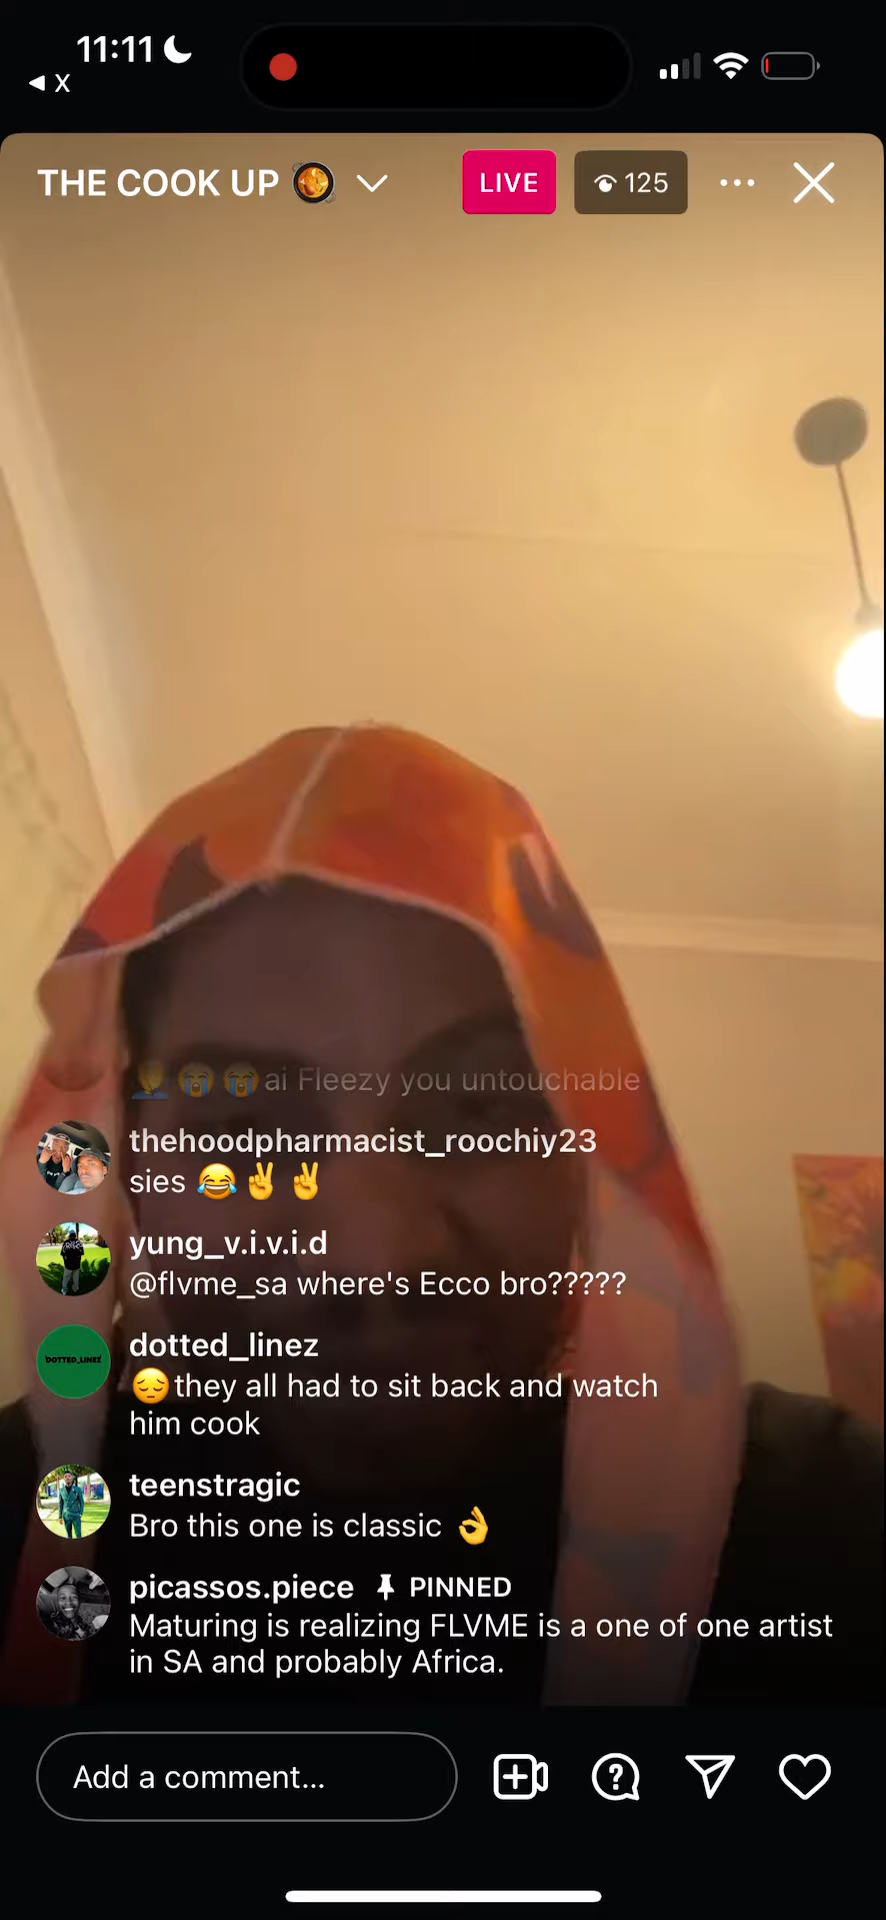 11:11
◀ X
THE COOK UP 🥘
LIVE
125
🤦‍♂️😭😭ai Fleezy you untouchable
thehoodpharmacist_roochiy23
sies 😂✌️✌️
yung_v.i.v.i.d
@flvme_sa where's Ecco bro?????
DOTTED_LINEZ
dotted_linez
😔they all had to sit back and watch
him cook
teenstragic
Bro this one is classic 👌
picassos.piece PINNED
Maturing is realizing FLVME is a one of one artist
in SA and probably Africa.
Add a comment...